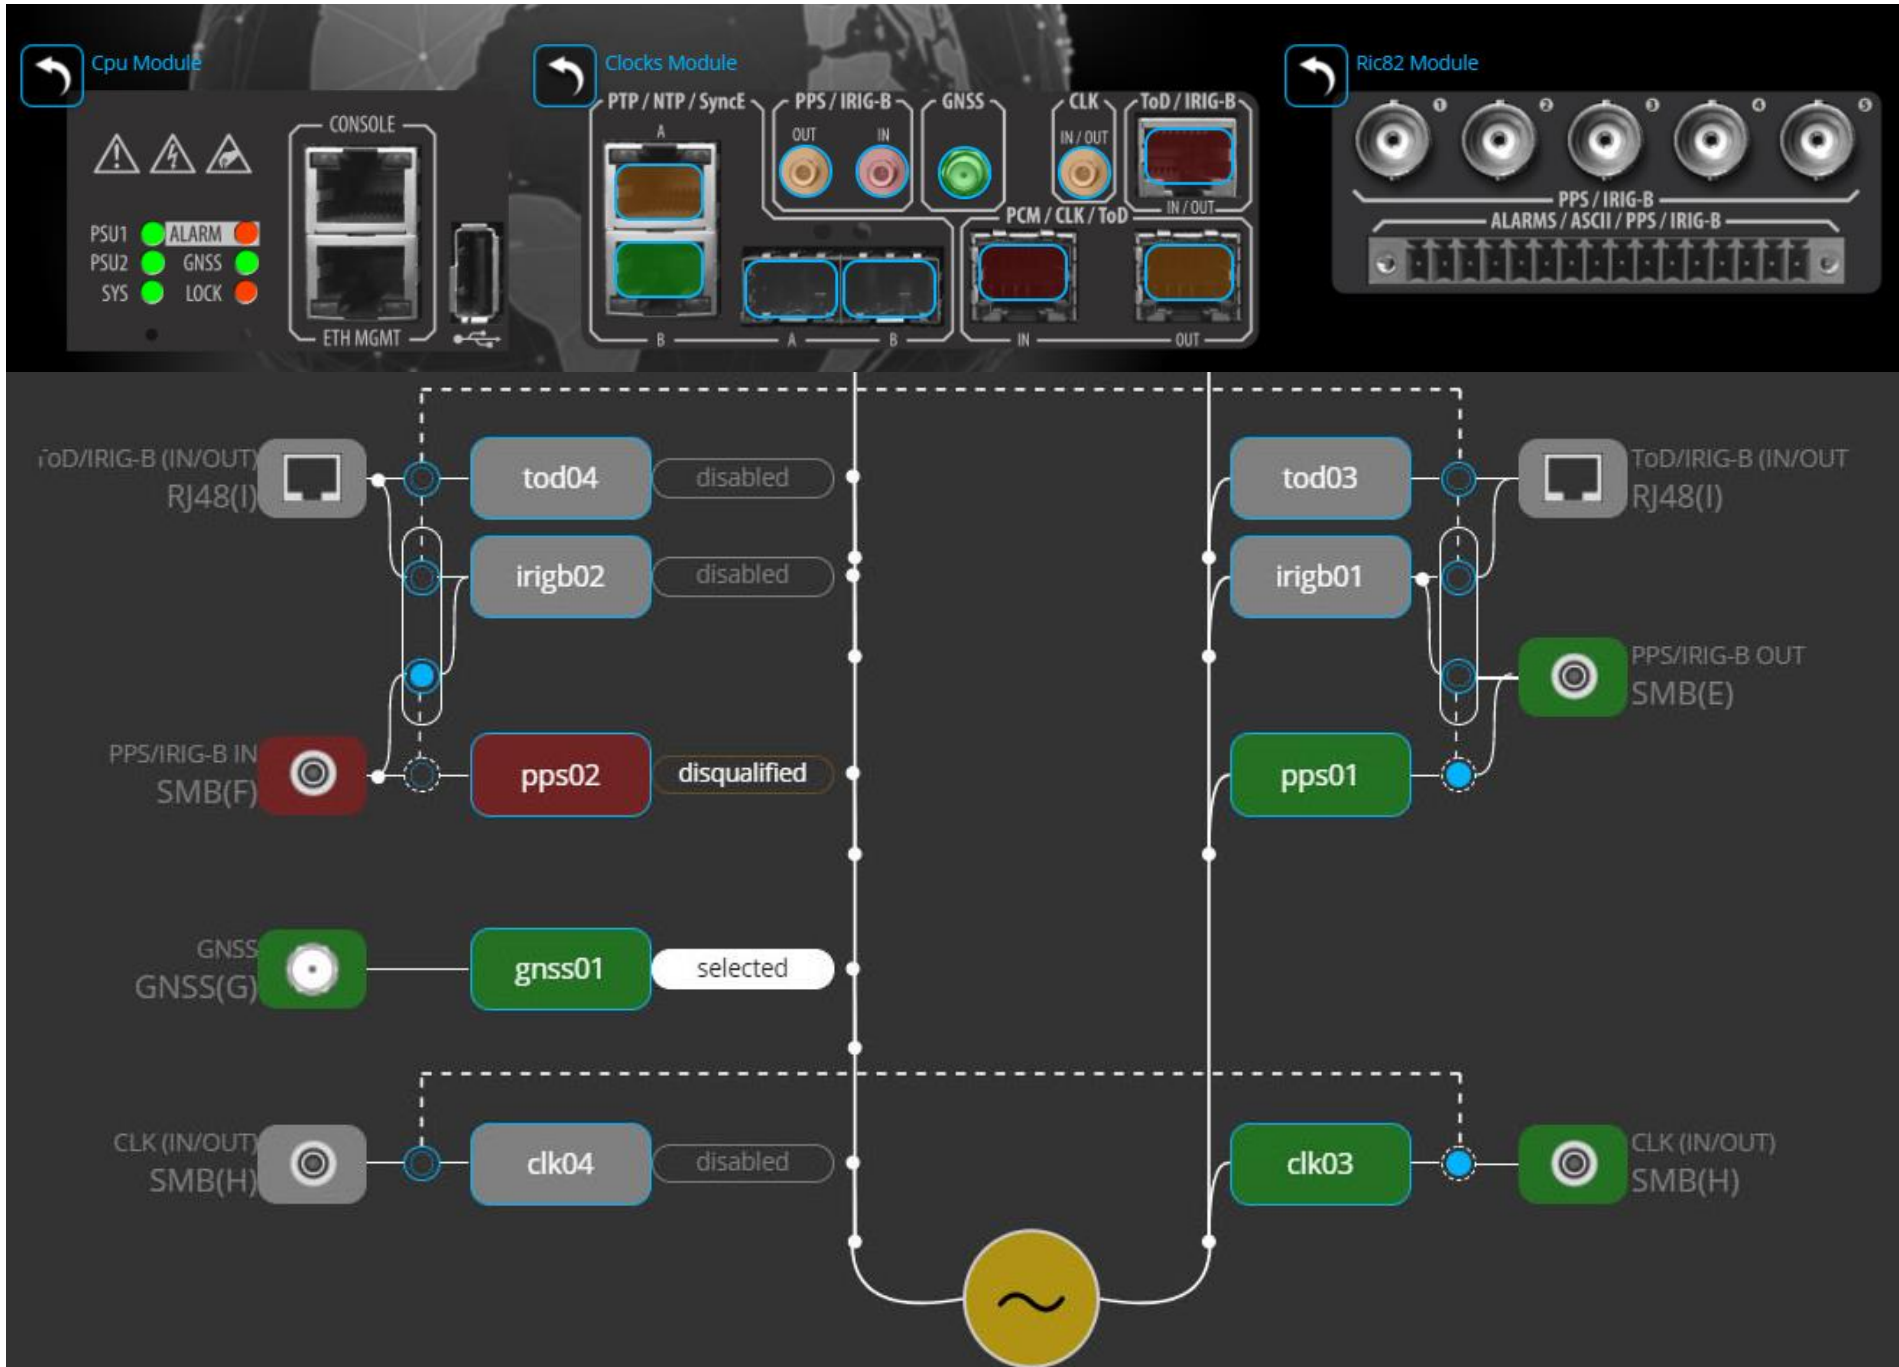 Cpu Module
CONSOLE
PSU1 ALARM
PSU2 GNSS
SYS LOCK
ETH MGMT
Clocks Module
PTP / NTP / SyncE
A
B
A
B
PPS / IRIG-B
OUT IN
GNSS
CLK
IN / OUT
ToD / IRIG-B
IN / OUT
PCM / CLK / ToD
IN
OUT
Ric82 Module
1 2 3 4 5
PPS / IRIG-B
ALARMS / ASCII / PPS / IRIG-B
ToD/IRIG-B (IN/OUT)
RJ48(I)
tod04 disabled
irigb02 disabled
PPS/IRIG-B IN
SMB(F)
pps02 disqualified
GNSS
GNSS(G)
gnss01 selected
CLK (IN/OUT)
SMB(H)
clk04 disabled
tod03
ToD/IRIG-B (IN/OUT
RJ48(I)
irigb01
PPS/IRIG-B OUT
SMB(E)
pps01
clk03
CLK (IN/OUT)
SMB(H)